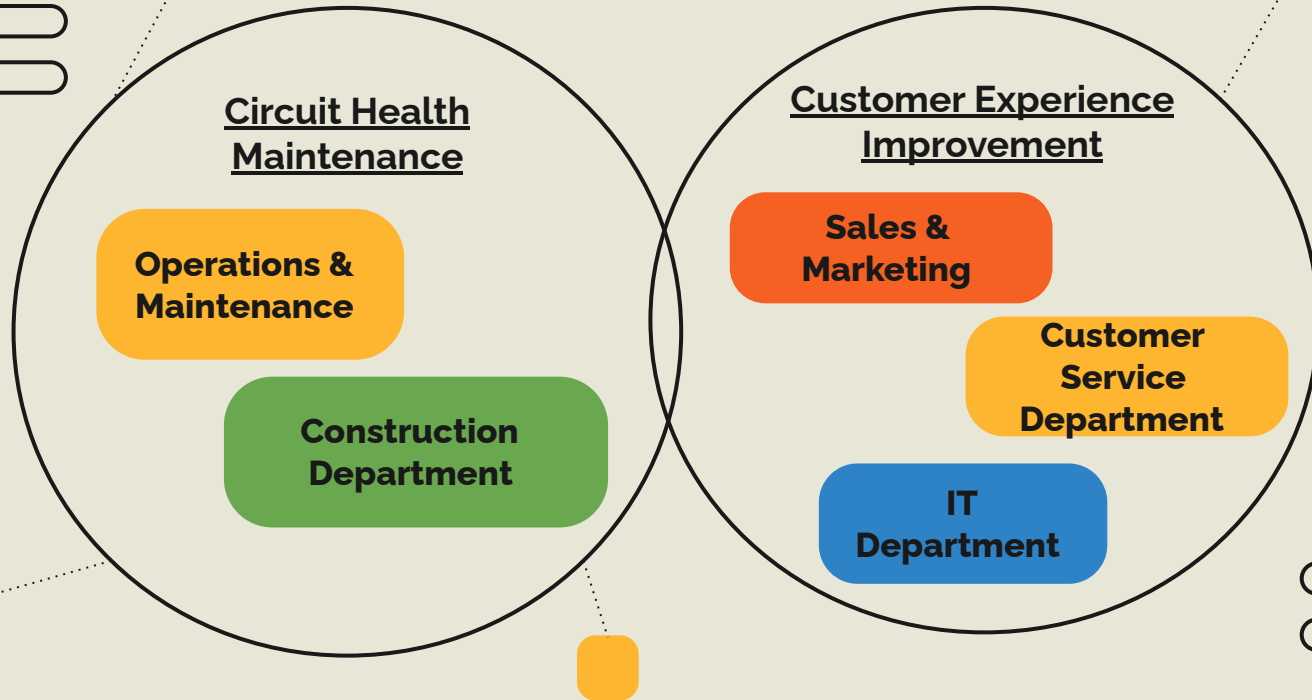 Circuit Health
Maintenance
Operations &
Maintenance
Construction
Department
Customer Experience
Improvement
Sales &
Marketing
Customer
Service
Department
IT
Department